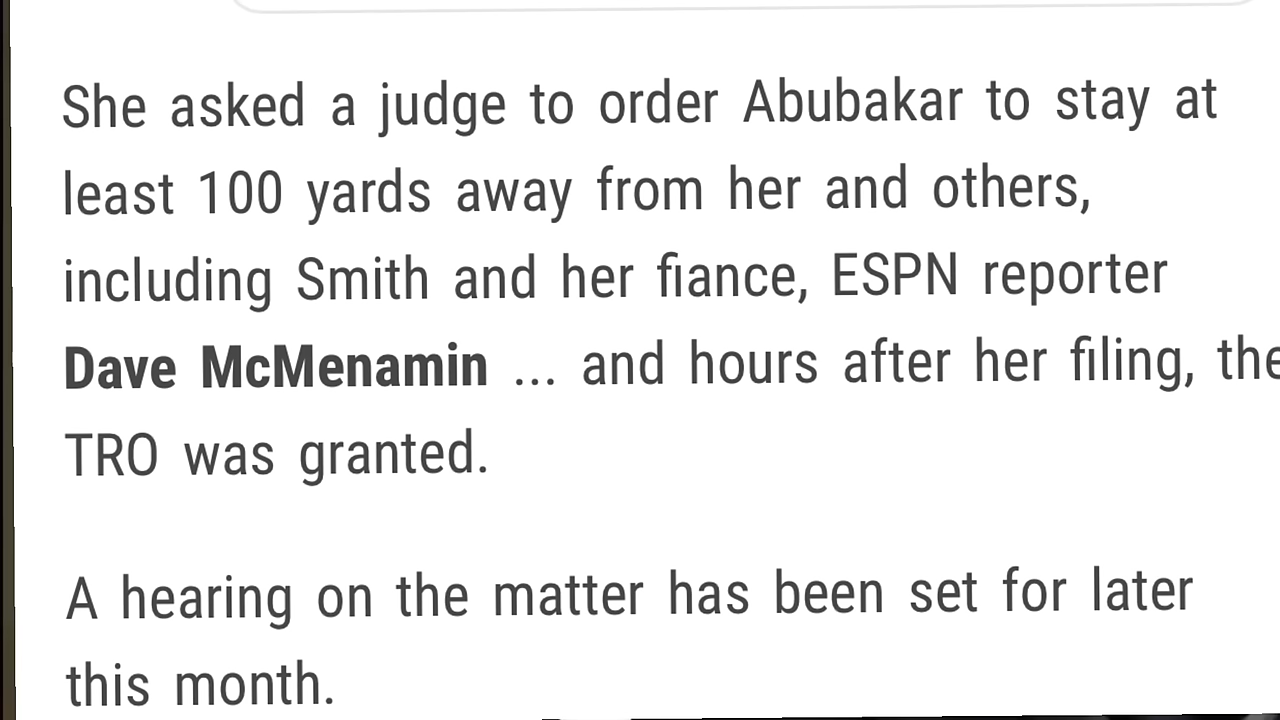 She asked a judge to order Abubakar to stay at
least 100 yards away from her and others,
including Smith and her fiance, ESPN reporter
Dave McMenamin ... and hours after her filing, the
TRO was granted.
A hearing on the matter has been set for later
this month.